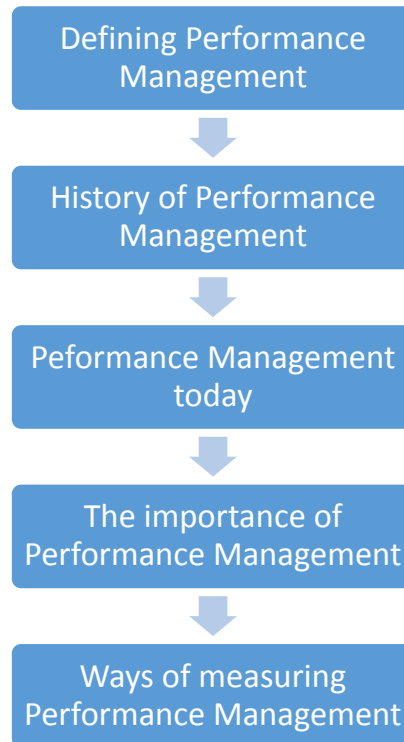 Defining Performance
Management
History of Performance
Management
Peformance Management
today
The importance of
Performance Management
Ways of measuring
Performance Management